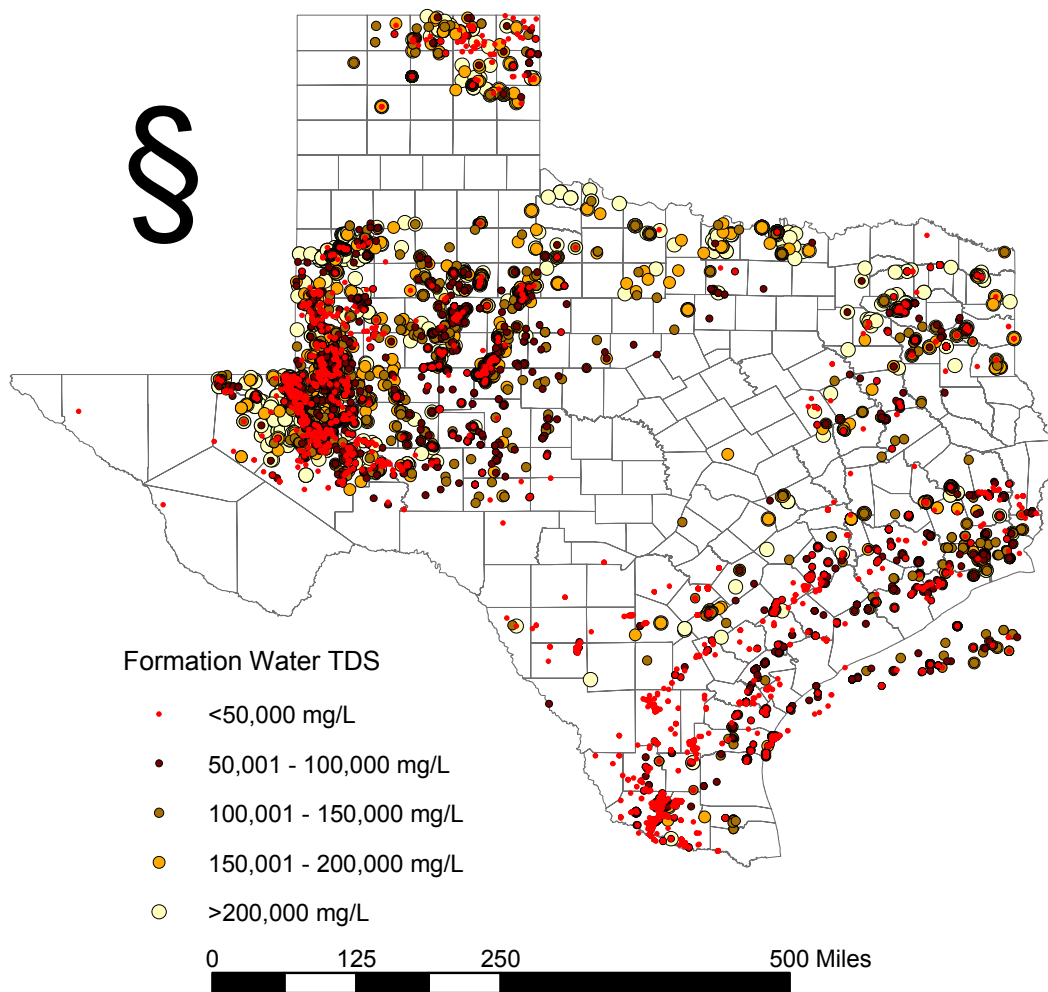 §
Formation Water TDS
<50,000 mg/L
50,001 - 100,000 mg/L
100,001 - 150,000 mg/L
150,001 - 200,000 mg/L
>200,000 mg/L
0 125 250 500 Miles